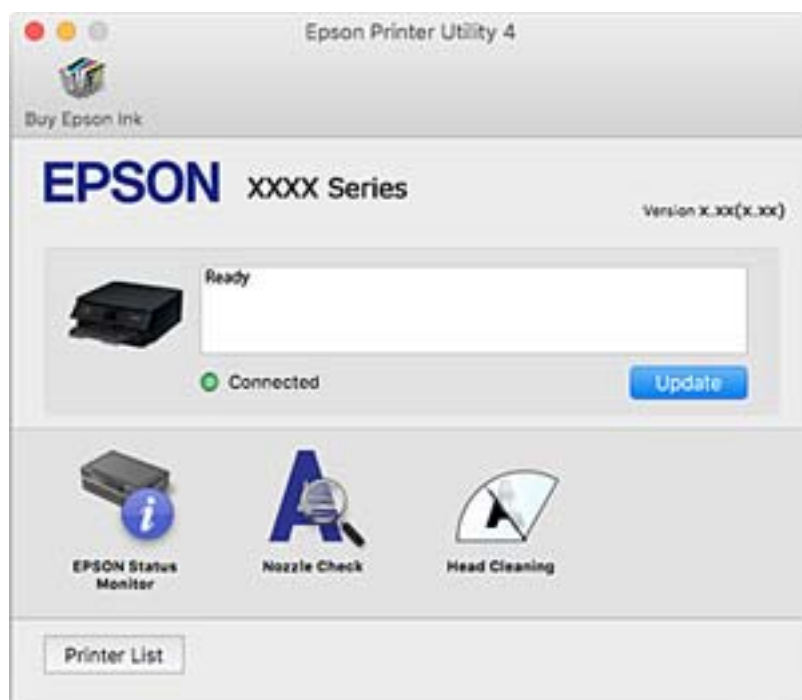 Epson Printer Utility 4
Buy Epson Ink
EPSON XXXX Series
Version x.xx(x.xx)
Ready
Connected
Update
EPSON Status
Monitor
Nozzle Check
Head Cleaning
Printer List